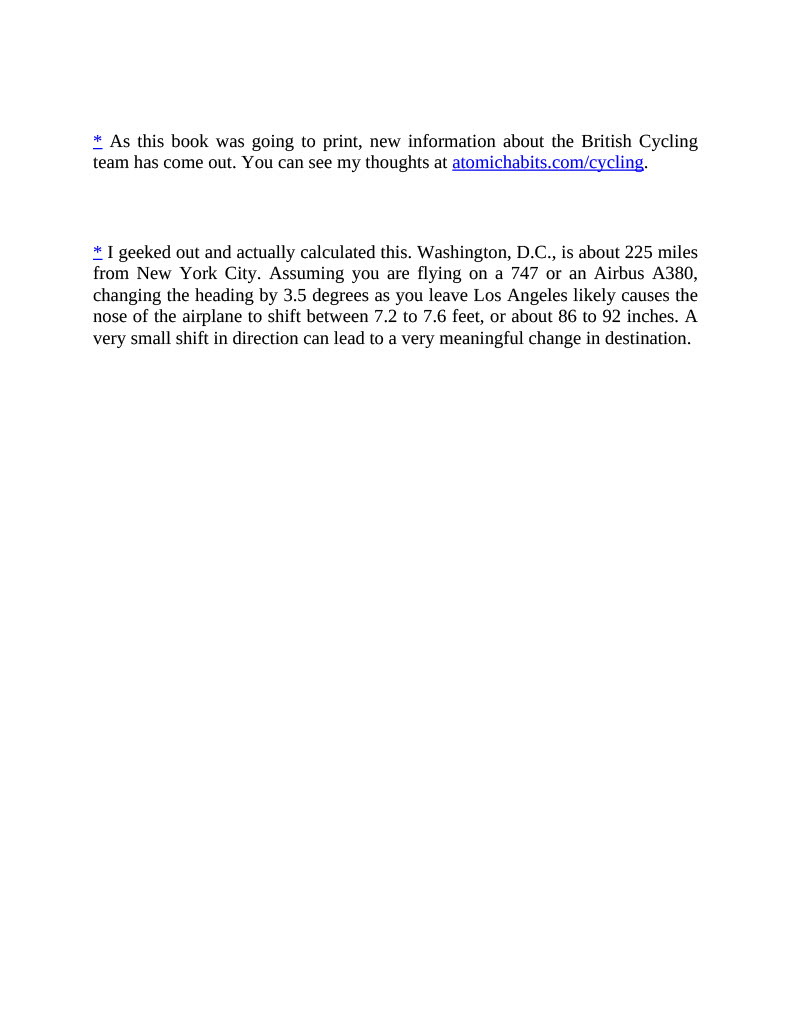 * As this book was going to print, new information about the British Cycling
team has come out. You can see my thoughts at atomichabits.com/cycling.
* I geeked out and actually calculated this. Washington, D.C., is about 225 miles
from New York City. Assuming you are flying on a 747 or an Airbus A380,
changing the heading by 3.5 degrees as you leave Los Angeles likely causes the
nose of the airplane to shift between 7.2 to 7.6 feet, or about 86 to 92 inches. A
very small shift in direction can lead to a very meaningful change in destination.